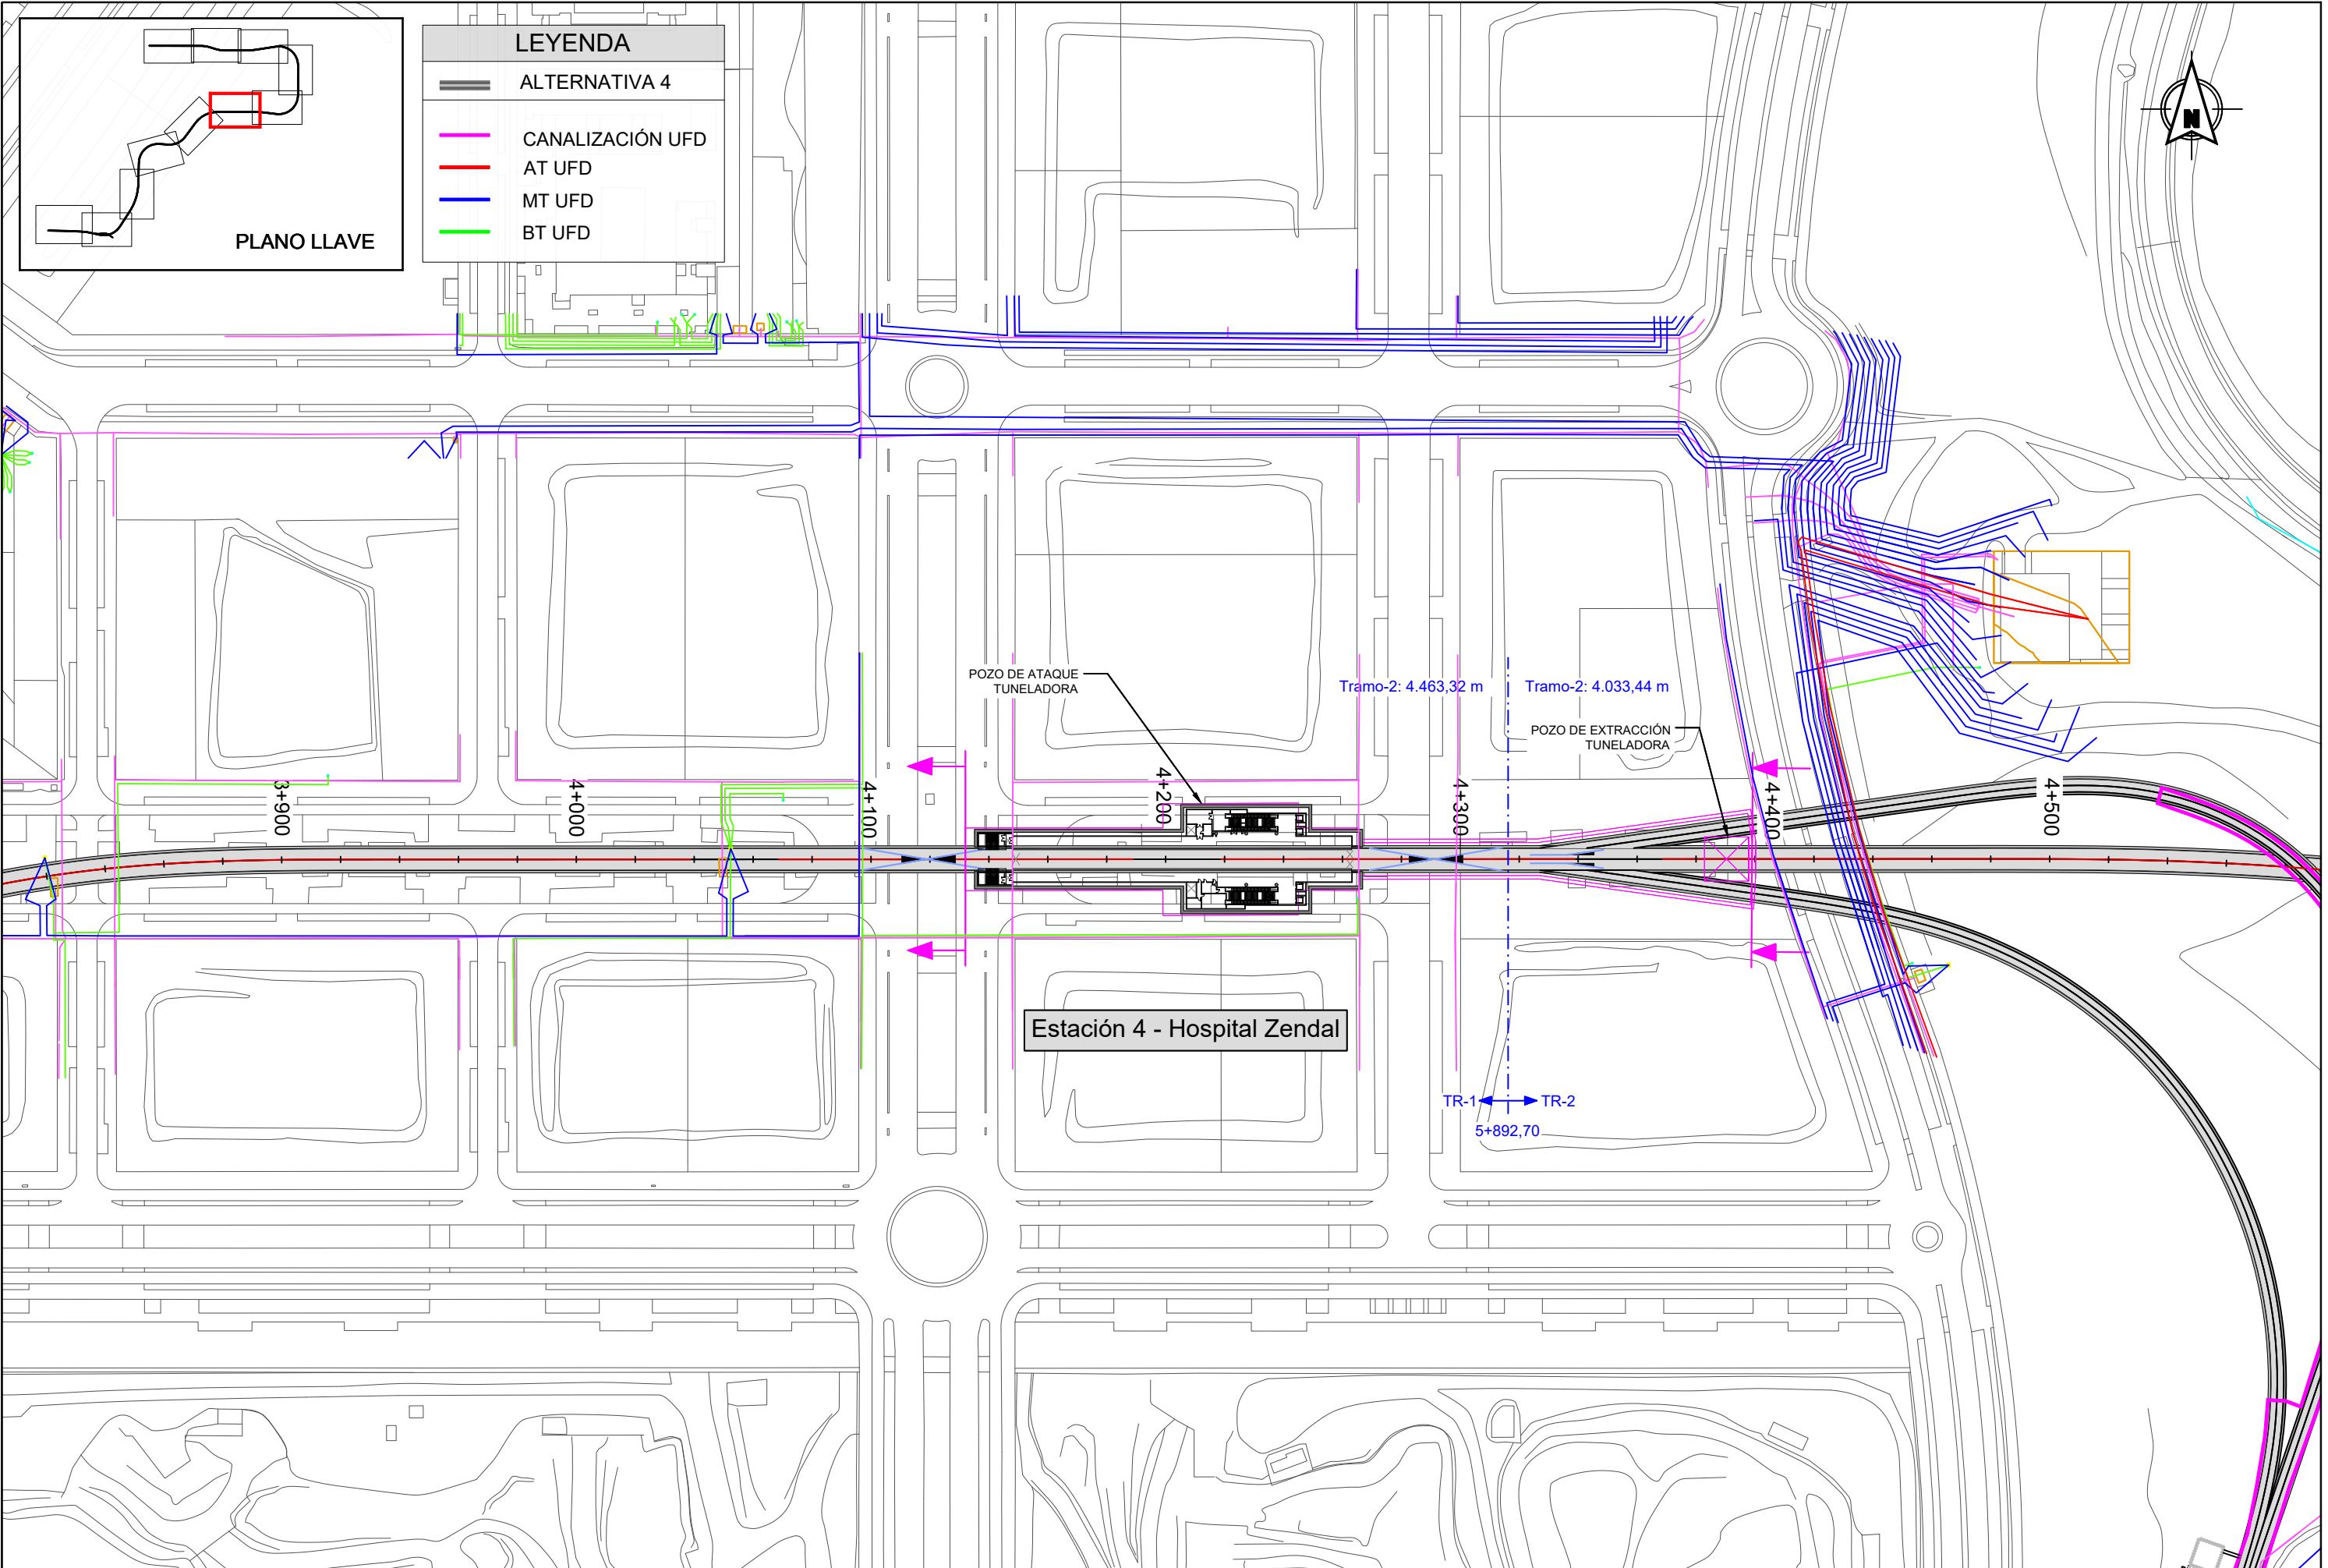 PLANO LLAVE
LEYENDA
ALTERNATIVA 4
CANALIZACIÓN UFD
AT UFD
MT UFD
BT UFD
N
POZO DE ATAQUE
TUNELADORA
Tramo-2: 4.463,32 m
Tramo-2: 4.033,44 m
POZO DE EXTRACCIÓN
TUNELADORA
3+900
4+000
4+100
4+200
4+300
4+400
4+500
Estación 4 - Hospital Zendal
TR-1
TR-2
5+892,70